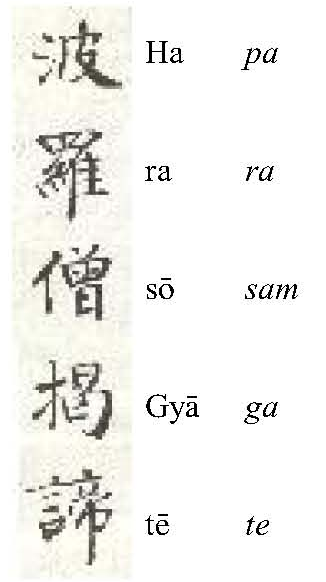 波 Ha pa
羅 ra ra
僧 sō sam
揭 Gyā ga
諦 tē te